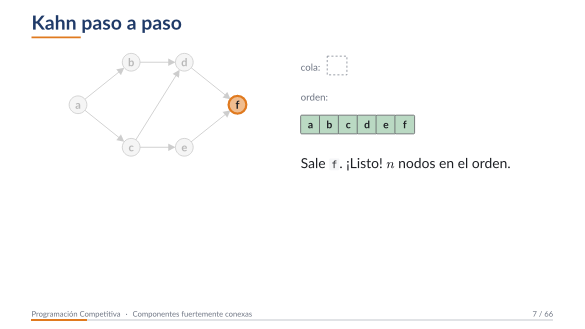 Kahn paso a paso
b
d
a
f
c
e
cola:
orden:
a b c d e f
Sale f. ¡Listo! n nodos en el orden.
Programación Competitiva · Componentes fuertemente conexas
7 / 66